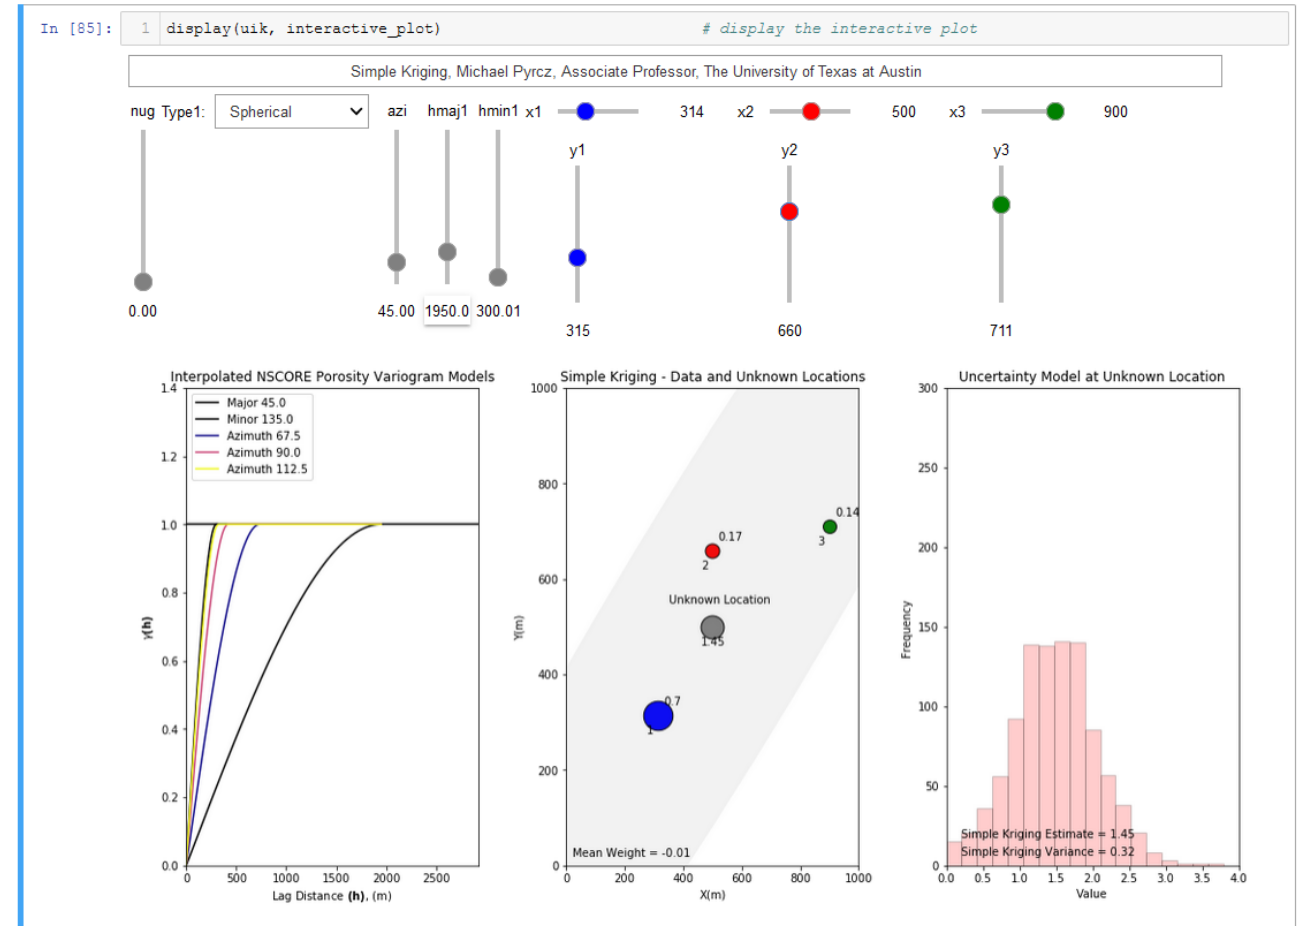 In [85]: 1 display(uik, interactive_plot) # display the interactive plot
Simple Kriging, Michael Pyrcz, Associate Professor, The University of Texas at Austin
nug Type1: Spherical azi hmaj1 hmin1 x1 314 x2 500 x3 900
y1 y2 y3
0.00 45.00 1950.0 300.01 315 660 711
Interpolated NSCORE Porosity Variogram Models
1.4
1.2
1.0
0.8
0.6
0.4
0.2
0.0
γ(h)
Major 45.0
Minor 135.0
Azimuth 67.5
Azimuth 90.0
Azimuth 112.5
0 500 1000 1500 2000 2500
Lag Distance (h), (m)
Simple Kriging - Data and Unknown Locations
1000
800
600
400
200
0
Y(m)
0.14
3
0.17
2
Unknown Location
1.45
0.7
1
Mean Weight = -0.01
0 200 400 600 800 1000
X(m)
Uncertainty Model at Unknown Location
300
250
200
150
100
50
0
Frequency
Simple Kriging Estimate = 1.45
Simple Kriging Variance = 0.32
0.0 0.5 1.0 1.5 2.0 2.5 3.0 3.5 4.0
Value